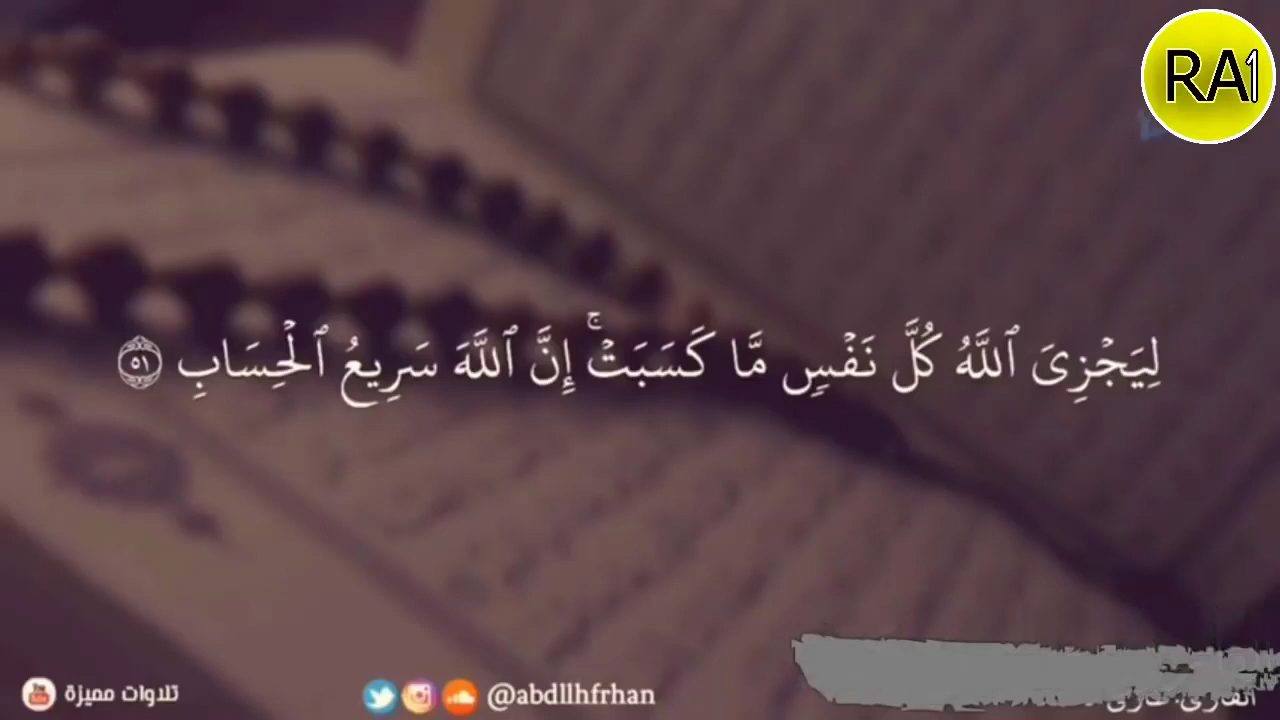 RA1
لِيَجْزِىَ ٱللَّهُ كُلَّ نَفْسٍ مَّا كَسَبَتْ ۚ إِنَّ ٱللَّهَ سَرِيعُ ٱلْحِسَابِ ٥١
تلاوات مميزة @abdllhfrhan